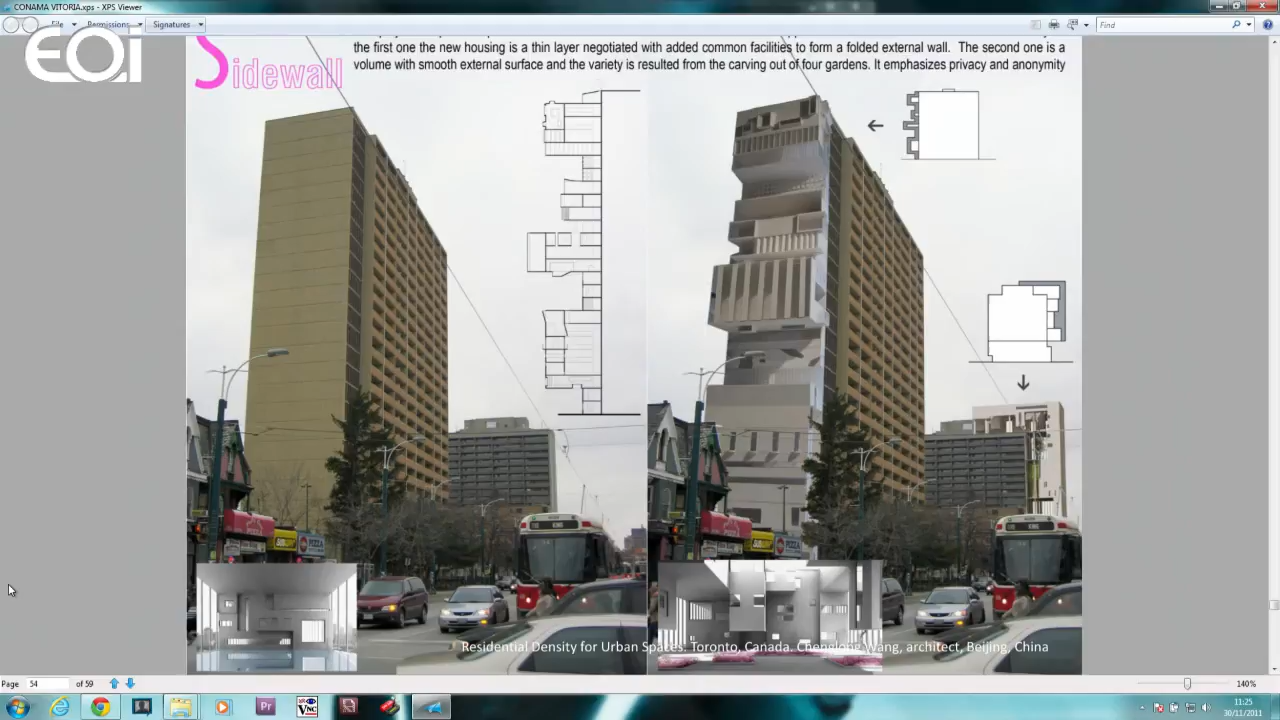 CONAMA VITORIA.xps - XPS Viewer
File
Permissions
Signatures
Find
EOi
Sidewall
the first one the new housing is a thin layer negotiated with added common facilities to form a folded external wall. The second one is a
volume with smooth external surface and the variety is resulted from the carving out of four gardens. It emphasizes privacy and anonymity
PIZZA
Residential Density for Urban Spaces. Toronto, Canada. Chenglong Wang, architect, Beijing, China
Page 54 of 59
140%
Pr
11:25
30/11/2011